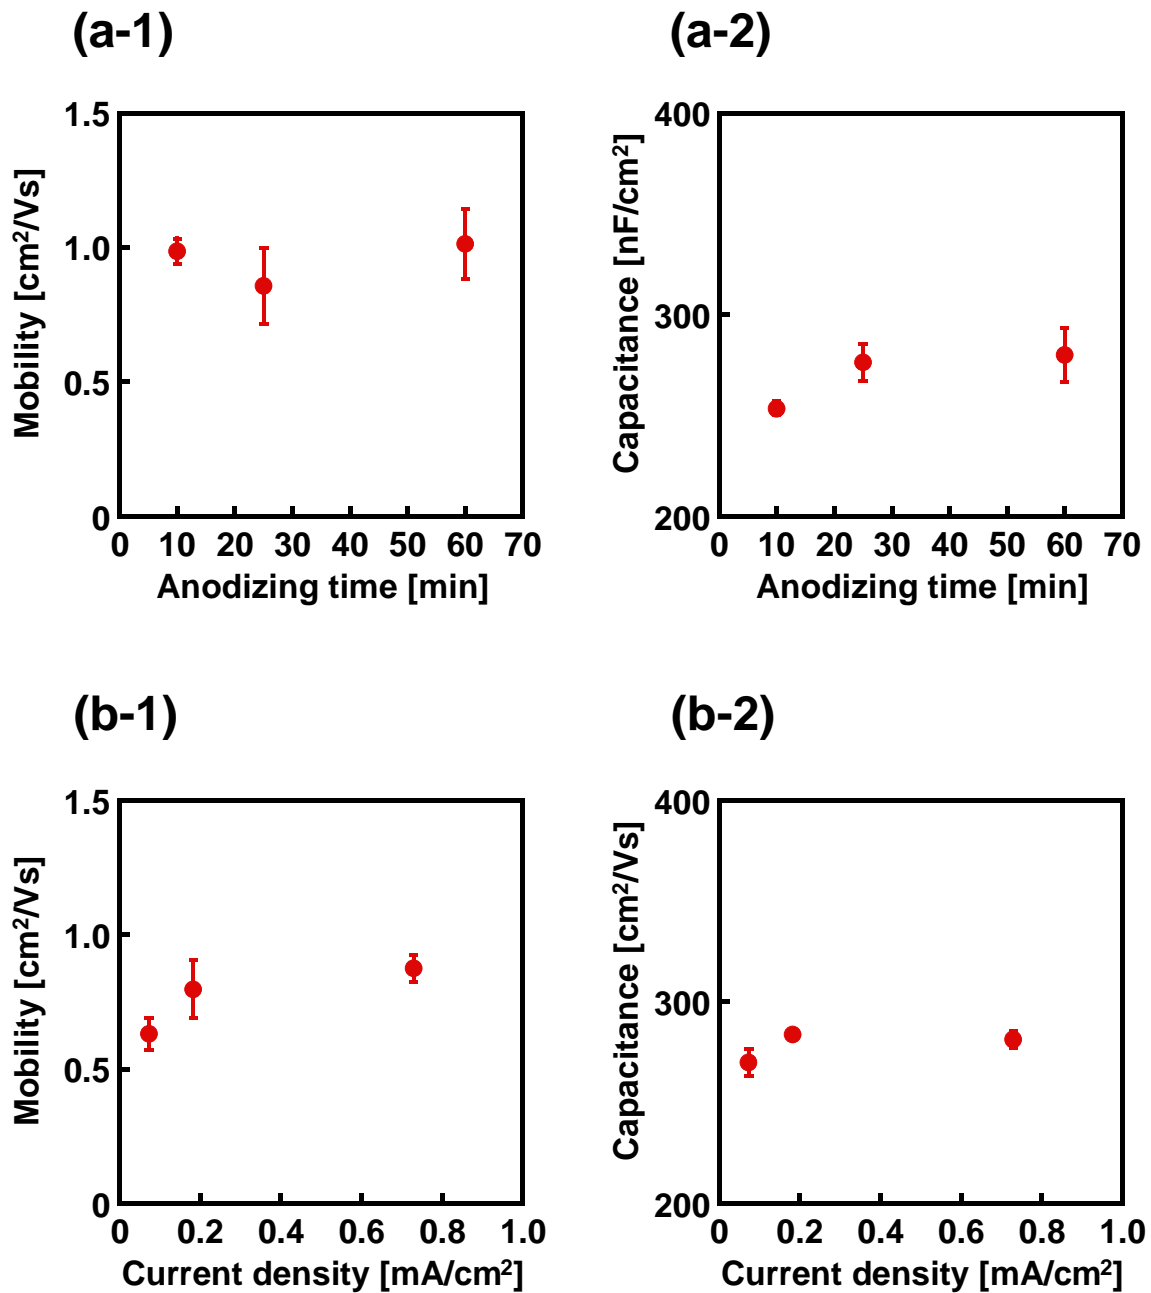 (a-1)
1.5
1.0
0.5
0
0 10 20 30 40 50 60 70
Mobility [cm²/Vs]
Anodizing time [min]
(a-2)
400
300
200
0 10 20 30 40 50 60 70
Capacitance [nF/cm²]
Anodizing time [min]
(b-1)
1.5
1.0
0.5
0
0 0.2 0.4 0.6 0.8 1.0
Mobility [cm²/Vs]
Current density [mA/cm²]
(b-2)
400
300
200
0 0.2 0.4 0.6 0.8 1.0
Capacitance [cm²/Vs]
Current density [mA/cm²]